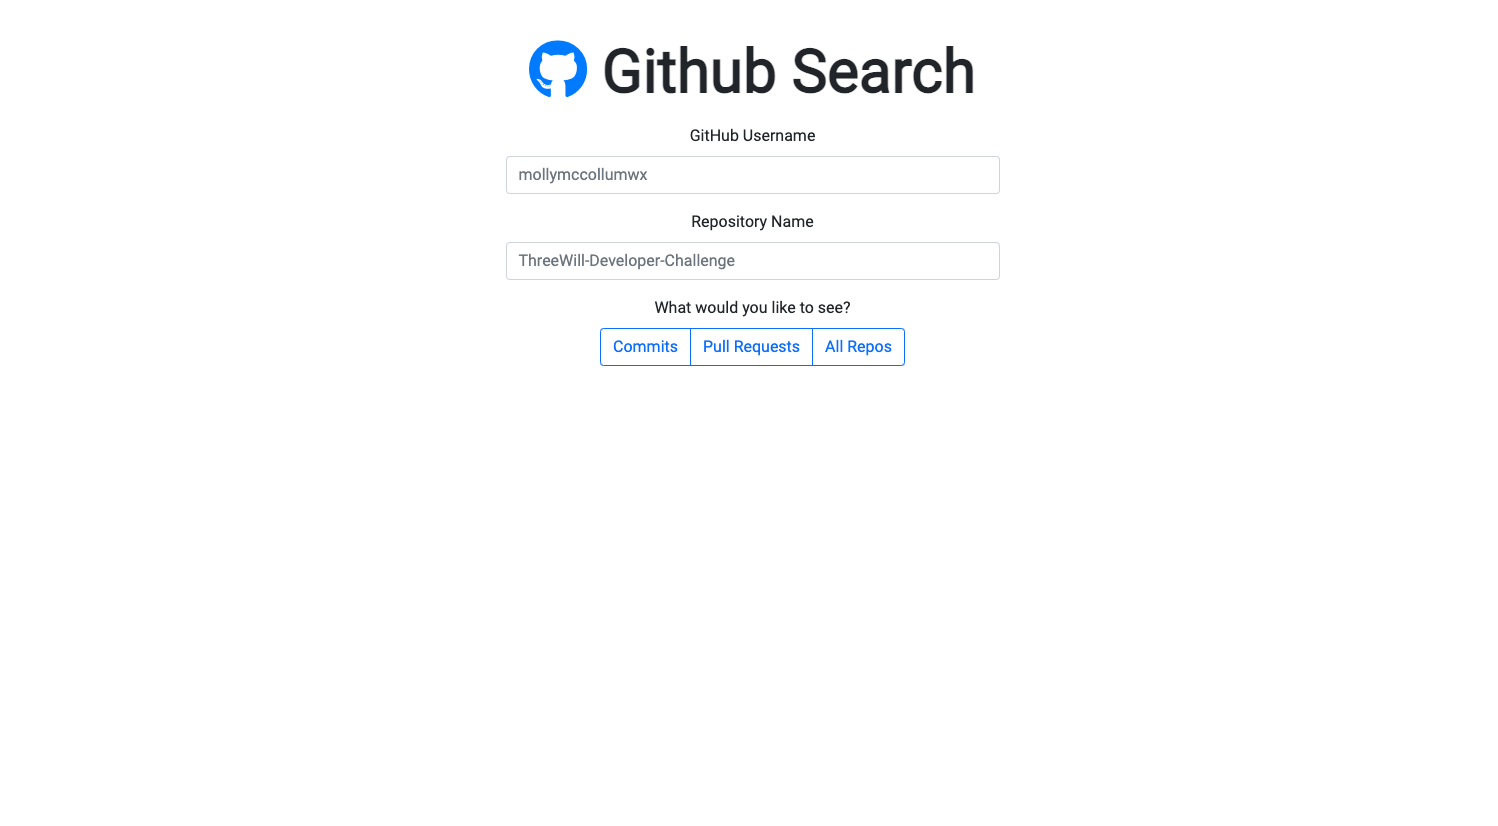 Github Search
GitHub Username
mollymccollumwx
Repository Name
ThreeWill-Developer-Challenge
What would you like to see?
Commits Pull Requests All Repos